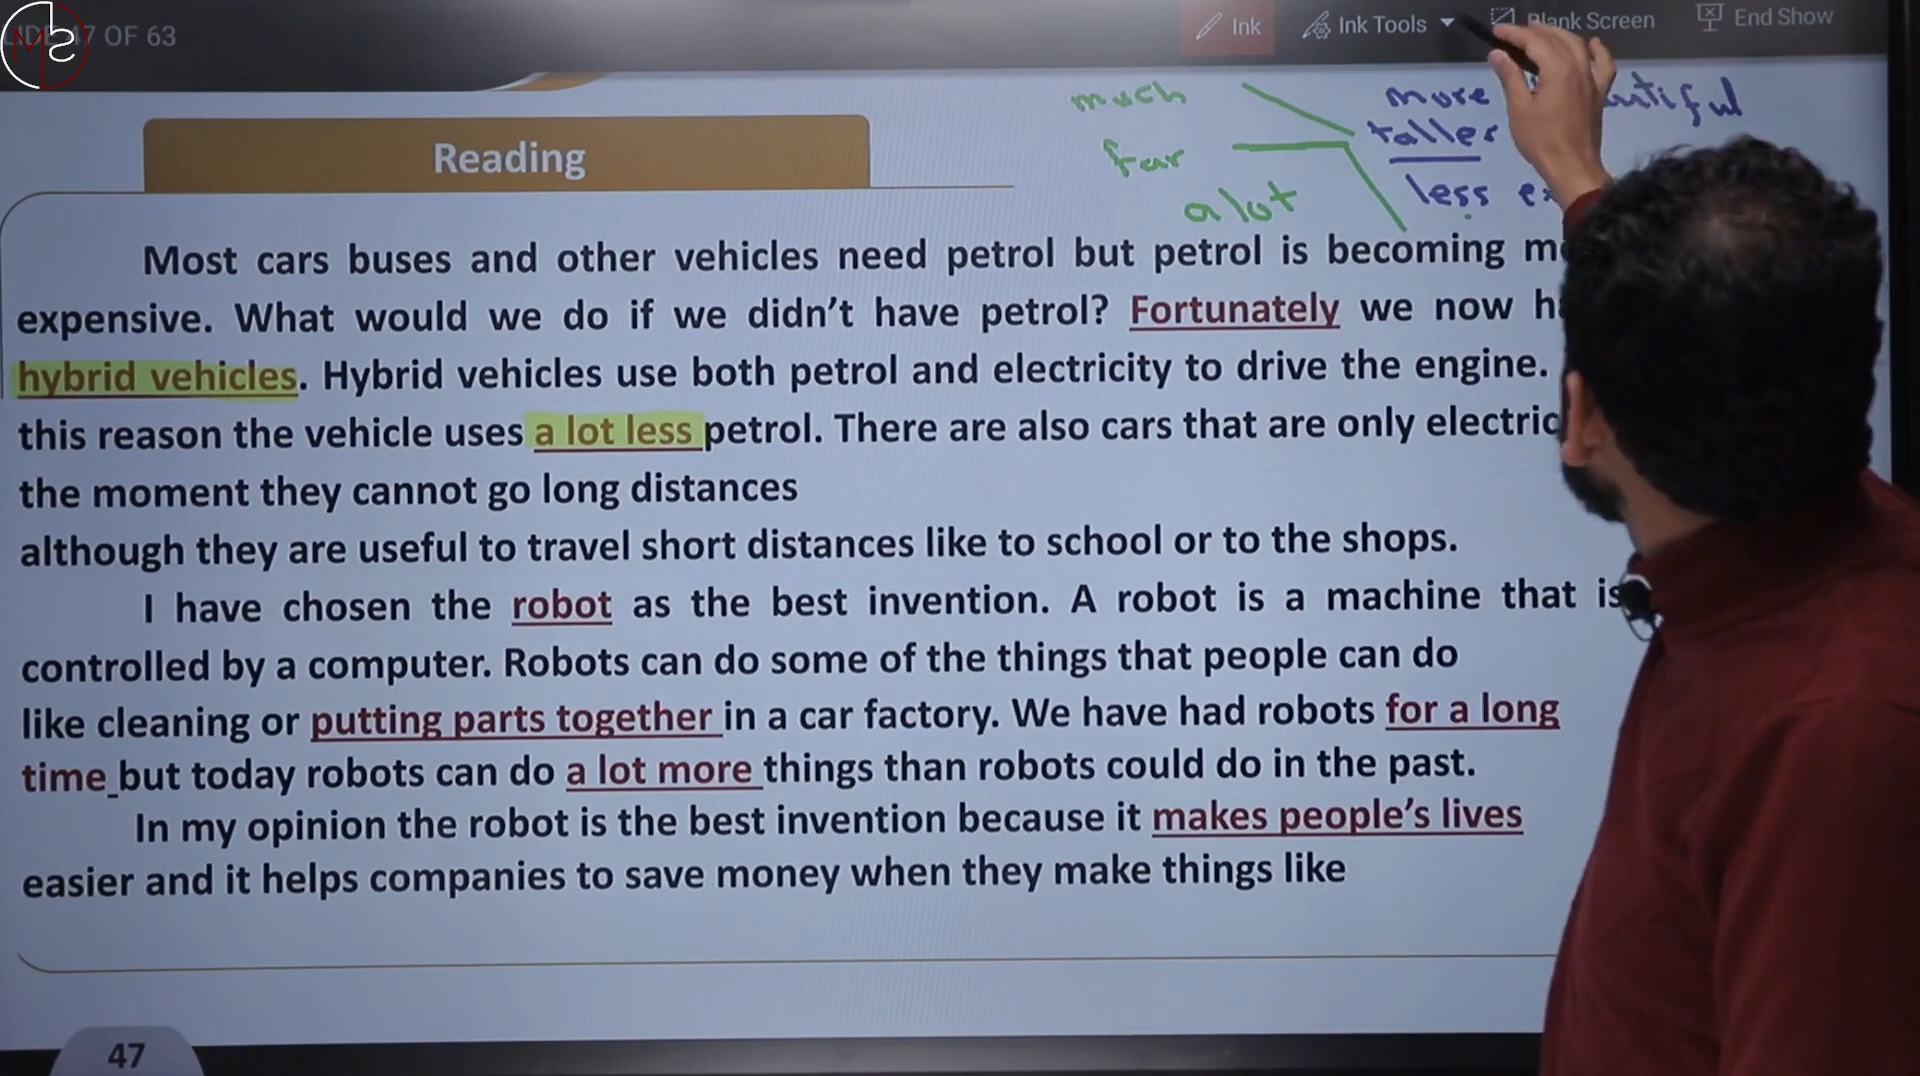 47 OF 63
Ink
Ink Tools
Blank Screen
End Show
MS
much
more
taller
far
less
a lot
Reading
Most cars buses and other vehicles need petrol but petrol is becoming
expensive. What would we do if we didn't have petrol? Fortunately we now
hybrid vehicles. Hybrid vehicles use both petrol and electricity to drive the engine.
this reason the vehicle uses a lot less petrol. There are also cars that are only electric
the moment they cannot go long distances
although they are useful to travel short distances like to school or to the shops.
I have chosen the robot as the best invention. A robot is a machine that is
controlled by a computer. Robots can do some of the things that people can do
like cleaning or putting parts together in a car factory. We have had robots for a long
time but today robots can do a lot more things than robots could do in the past.
In my opinion the robot is the best invention because it makes people's lives
easier and it helps companies to save money when they make things like
47